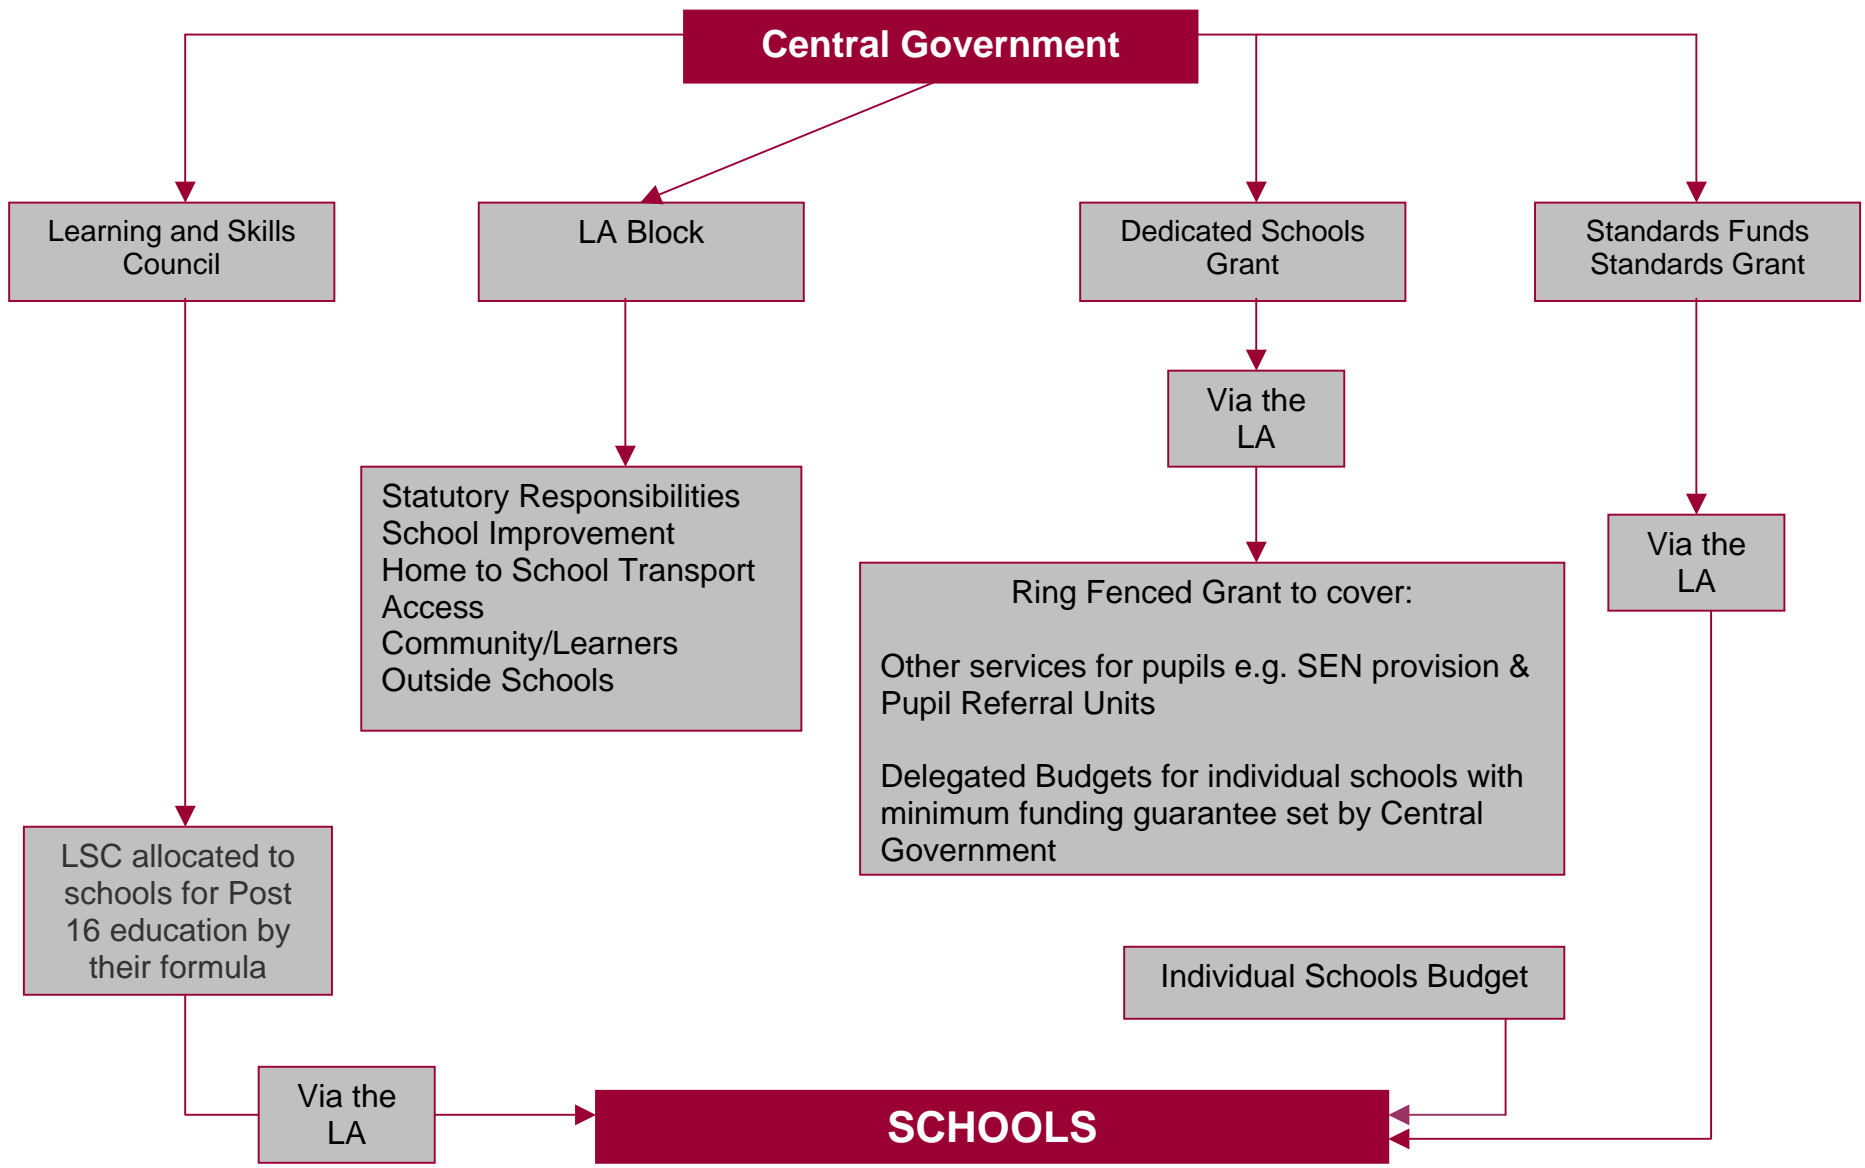 Central Government
Learning and Skills
Council
LA Block
Dedicated Schools
Grant
Standards Funds
Standards Grant
Via the
LA
Statutory Responsibilities
School Improvement
Home to School Transport
Access
Community/Learners
Outside Schools
Via the
LA
Ring Fenced Grant to cover:
Other services for pupils e.g. SEN provision &
Pupil Referral Units
Delegated Budgets for individual schools with
minimum funding guarantee set by Central
Government
LSC allocated to
schools for Post
16 education by
their formula
Individual Schools Budget
Via the
LA
SCHOOLS